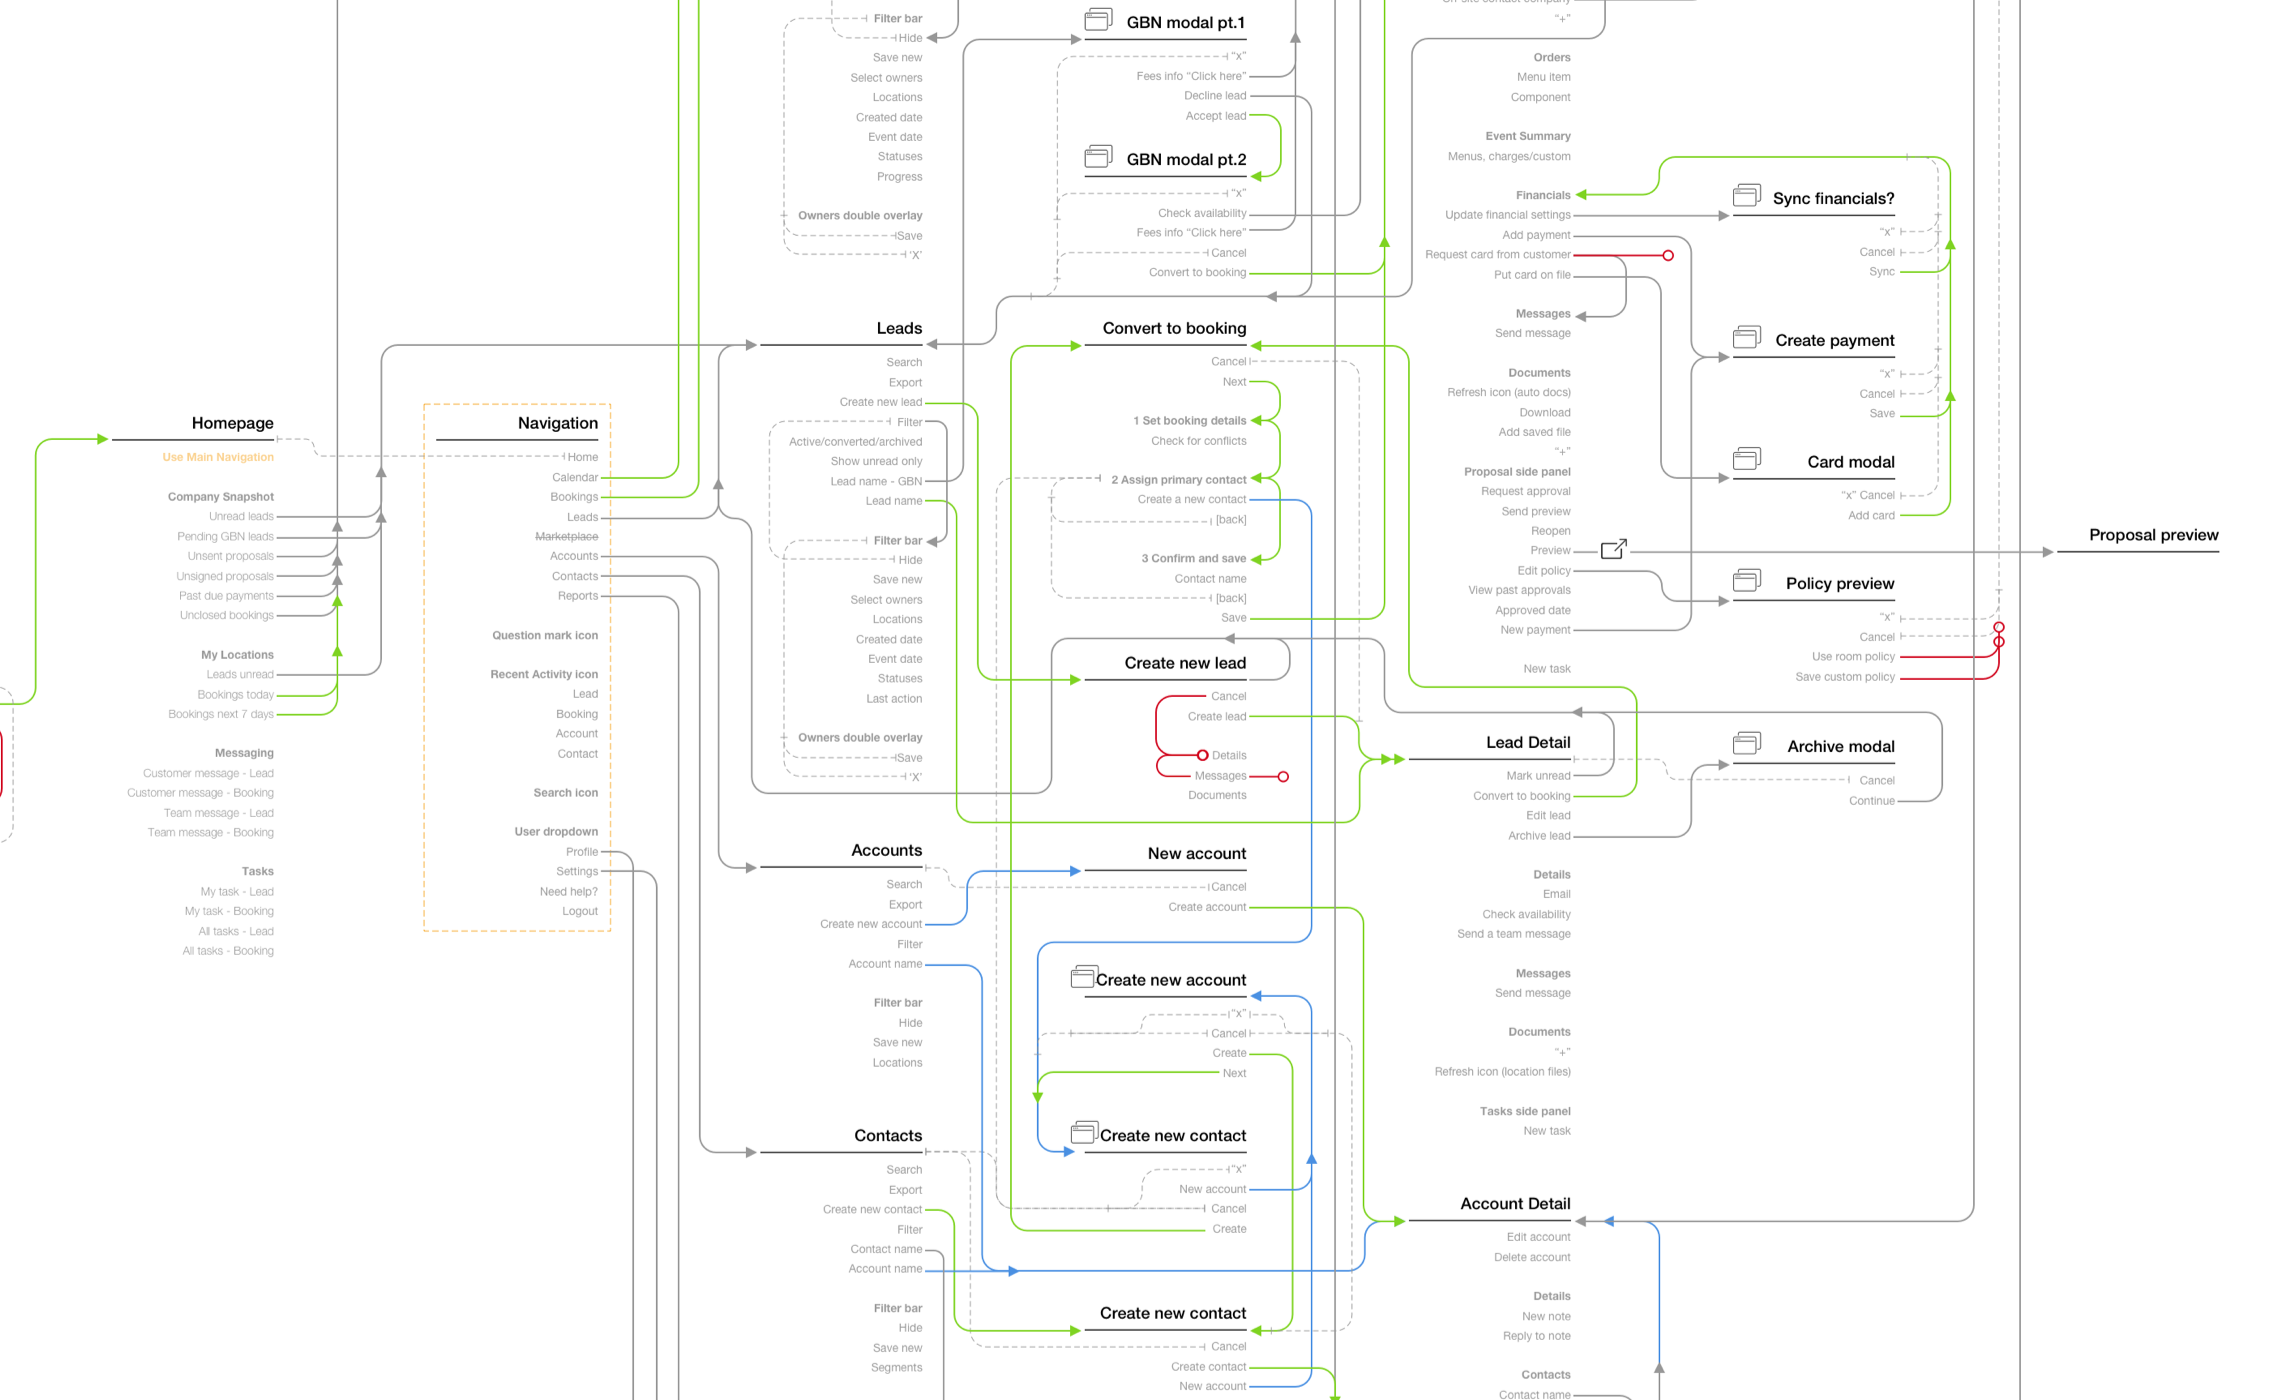 Homepage
Use Main Navigation
Company Snapshot
Unread leads
Pending GBN leads
Unsent proposals
Unsigned proposals
Past due payments
Unclosed bookings
My Locations
Leads unread
Bookings today
Bookings next 7 days
Messaging
Customer message - Lead
Customer message - Booking
Team message - Lead
Team message - Booking
Tasks
My task - Lead
My task - Booking
All tasks - Lead
All tasks - Booking
Navigation
Home
Calendar
Bookings
Leads
Marketplace
Accounts
Contacts
Reports
Question mark icon
Recent Activity icon
Lead
Booking
Account
Contact
Search icon
User dropdown
Profile
Settings
Need help?
Logout
Filter bar
Hide
Save new
Select owners
Locations
Created date
Event date
Statuses
Progress
Owners double overlay
Save
'X'
Leads
Search
Export
Create new lead
Filter
Active/converted/archived
Show unread only
Lead name - GBN
Lead name
Filter bar
Hide
Save new
Select owners
Locations
Created date
Event date
Statuses
Last action
Owners double overlay
Save
'X'
Accounts
Search
Export
Create new account
Filter
Account name
Filter bar
Hide
Save new
Locations
Contacts
Search
Export
Create new contact
Filter
Contact name
Account name
Filter bar
Hide
Save new
Segments
GBN modal pt.1
“x”
Fees info “Click here”
Decline lead
Accept lead
GBN modal pt.2
“x”
Check availability
Fees info “Click here”
Cancel
Convert to booking
Convert to booking
Cancel
Next
1 Set booking details
Check for conflicts
2 Assign primary contact
Create a new contact
[back]
3 Confirm and save
Contact name
[back]
Save
Create new lead
Cancel
Create lead
Details
Messages
Documents
New account
Cancel
Create account
Create new account
“x”
Cancel
Create
Next
Create new contact
“x”
New account
Cancel
Create
Create new contact
Cancel
Create contact
New account
On-site contact company
“+”
Orders
Menu item
Component
Event Summary
Menus, charges/custom
Financials
Update financial settings
Add payment
Request card from customer
Put card on file
Messages
Send message
Documents
Refresh icon (auto docs)
Download
Add saved file
“+”
Proposal side panel
Request approval
Send preview
Reopen
Preview
Edit policy
View past approvals
Approved date
New payment
New task
Lead Detail
Mark unread
Convert to booking
Edit lead
Archive lead
Details
Email
Check availability
Send a team message
Messages
Send message
Documents
“+”
Refresh icon (location files)
Tasks side panel
New task
Account Detail
Edit account
Delete account
Details
New note
Reply to note
Contacts
Contact name
Sync financials?
“x”
Cancel
Sync
Create payment
“x”
Cancel
Save
Card modal
“x” Cancel
Add card
Policy preview
“x”
Cancel
Use room policy
Save custom policy
Archive modal
Cancel
Continue
Proposal preview